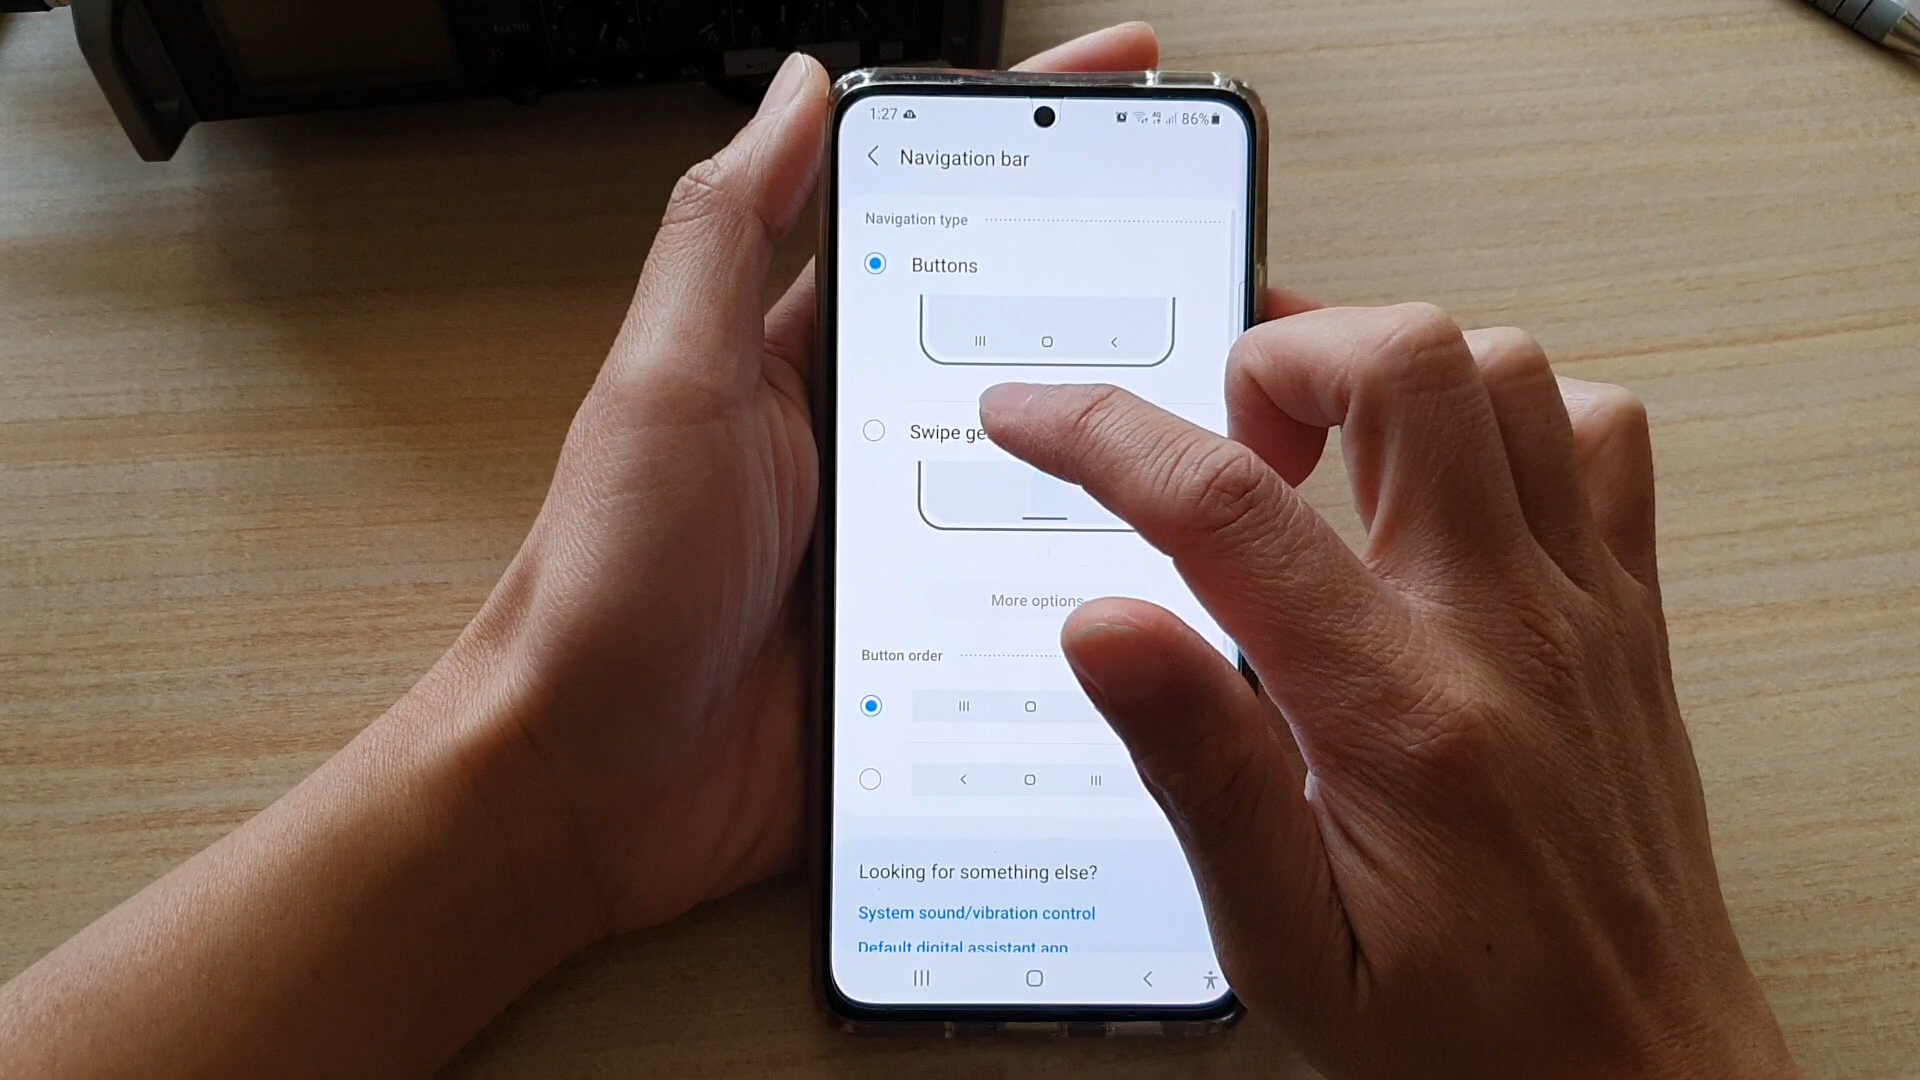 MENU
1:27
86%
Navigation bar
Navigation type
Buttons
Swipe ge
More options
Button order
Looking for something else?
System sound/vibration control
Default digital assistant app